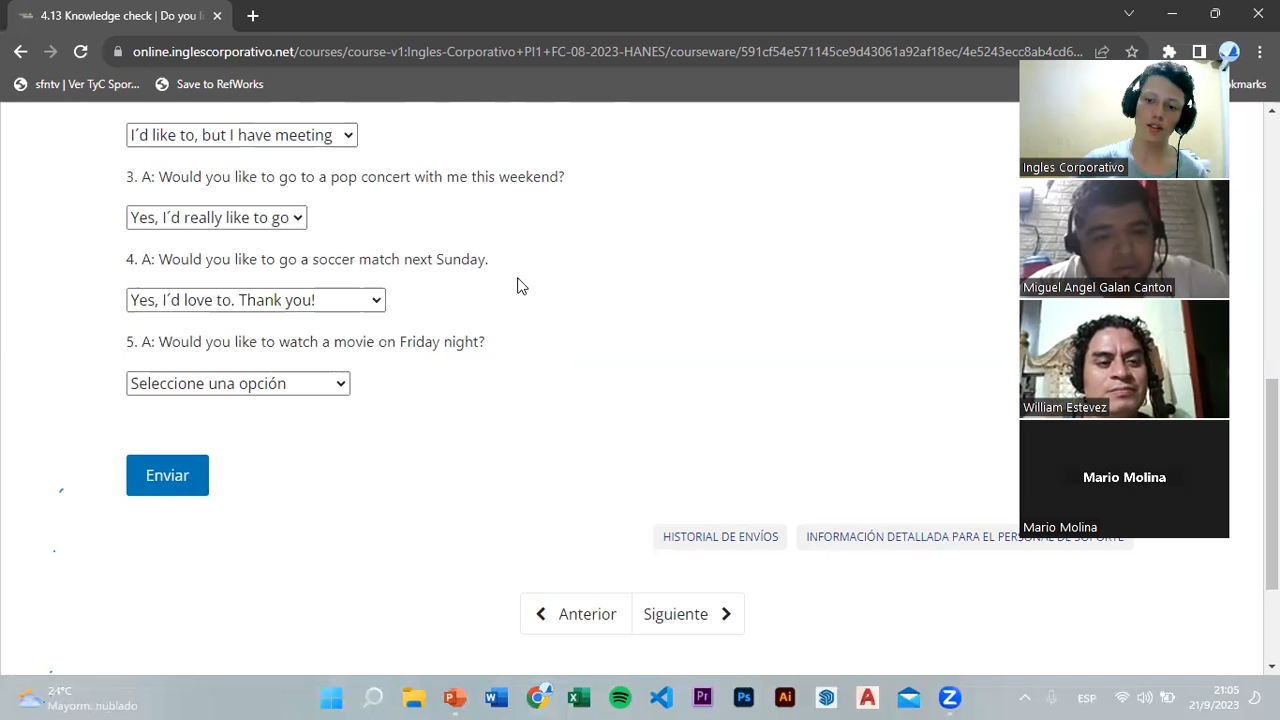 4.13 Knowledge check | Do you li
online.inglescorporativo.net/courses/course-v1:Ingles-Corporativo+PI1+FC-08-2023-HANES/courseware/591cf54e571145ce9d43061a92af18ec/4e5243ecc8ab4cd6...
sfntv | Ver TyC Spor...
Save to RefWorks
okmarks
I´d like to, but I have meeting
3. A: Would you like to go to a pop concert with me this weekend?
Yes, I´d really like to go
4. A: Would you like to go a soccer match next Sunday.
Yes, I´d love to. Thank you!
5. A: Would you like to watch a movie on Friday night?
Seleccione una opción
Enviar
HISTORIAL DE ENVÍOS
INFORMACIÓN DETALLADA PARA EL PERSONAL DE SOPORTE
Anterior
Siguiente
Ingles Corporativo
Miguel Angel Galan Canton
William Estevez
Mario Molina
Mario Molina
24°C
Mayorm. nublado
ESP
21:05
21/9/2023